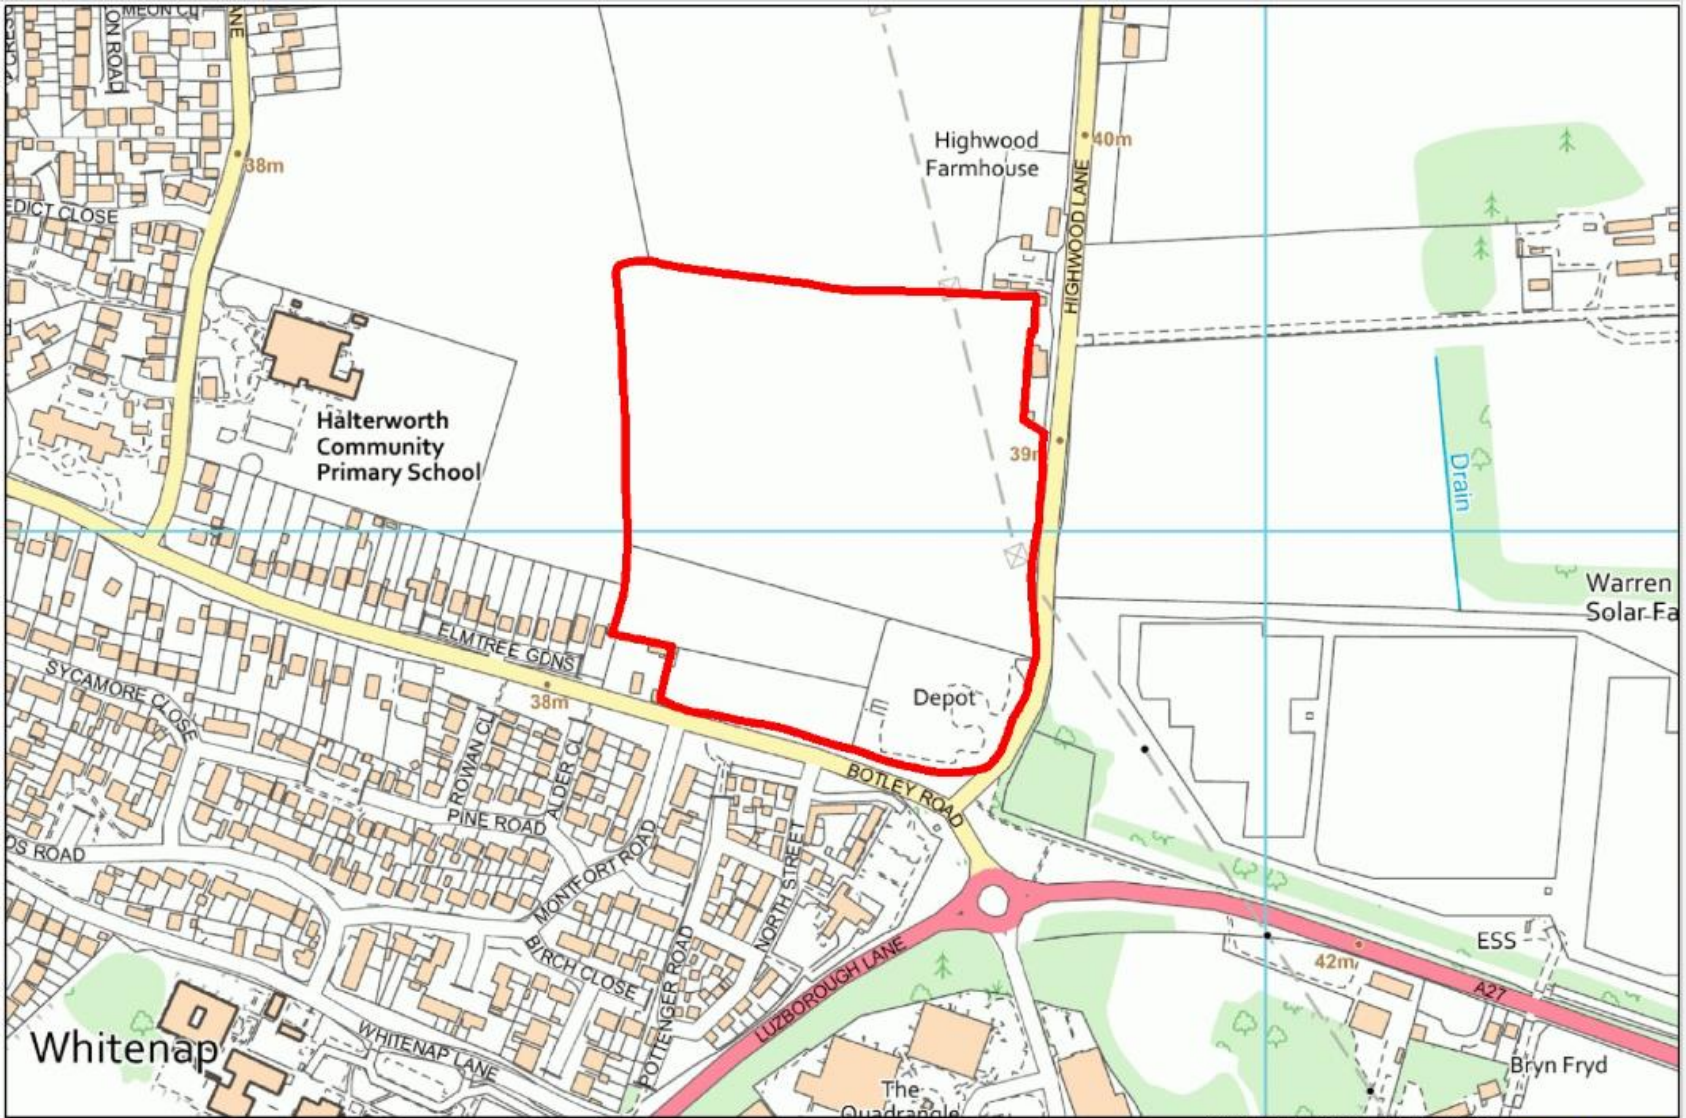 MEON CL
ANE
ON ROAD
38m
EDICT CLOSE
Highwood
Farmhouse
40m
HIGHWOOD LANE
Halterworth
Community
Primary School
39m
Drain
Warren
Solar Fa
ELMTREE GDNS
38m
SYCAMORE CLOSE
ROWAN CL
ALDER CL
PINE ROAD
Depot
BOTLEY ROAD
DS ROAD
MONTFORT ROAD
NORTH STREET
BIRCH CLOSE
POTTENGER ROAD
LUZBOROUGH LANE
ESS
42m
A27
Whitenap
WHITENAP LANE
The
Quadrangle
Bryn Fryd